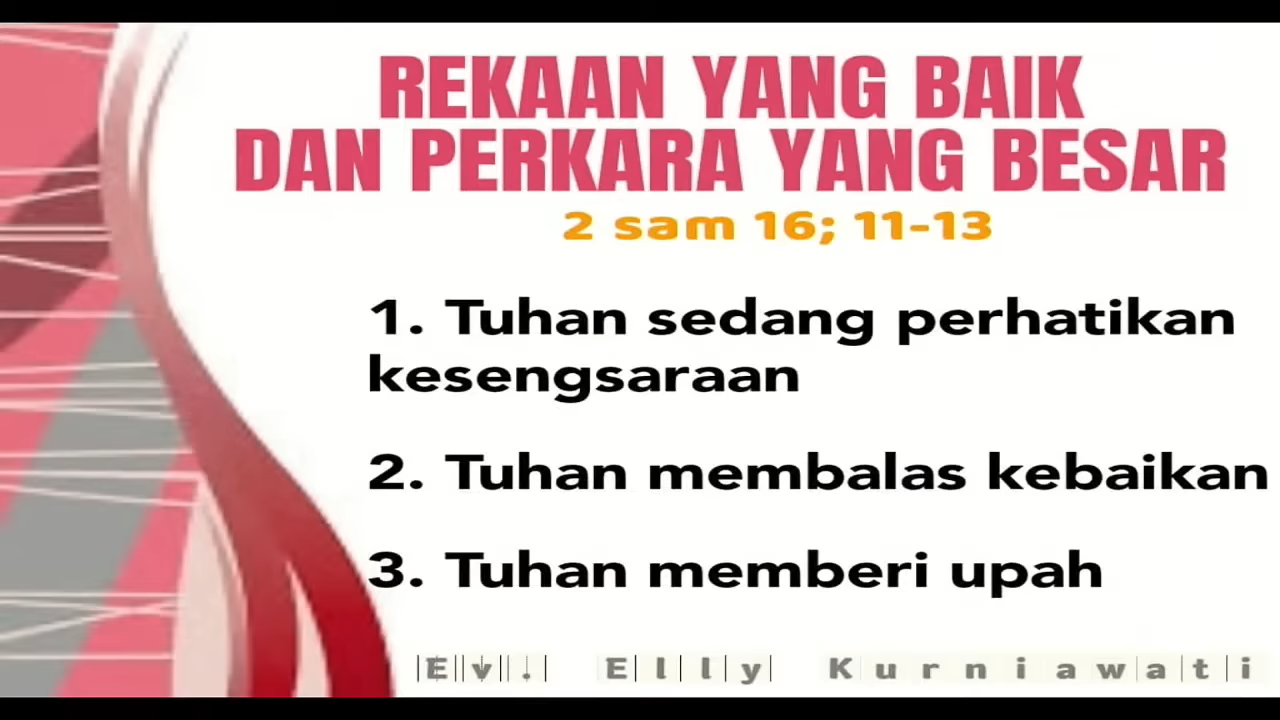 REKAAN YANG BAIK
DAN PERKARA YANG BESAR
2 sam 16; 11-13
1. Tuhan sedang perhatikan
kesengsaraan
2. Tuhan membalas kebaikan
3. Tuhan memberi upah
Ev. Elly Kurniawati